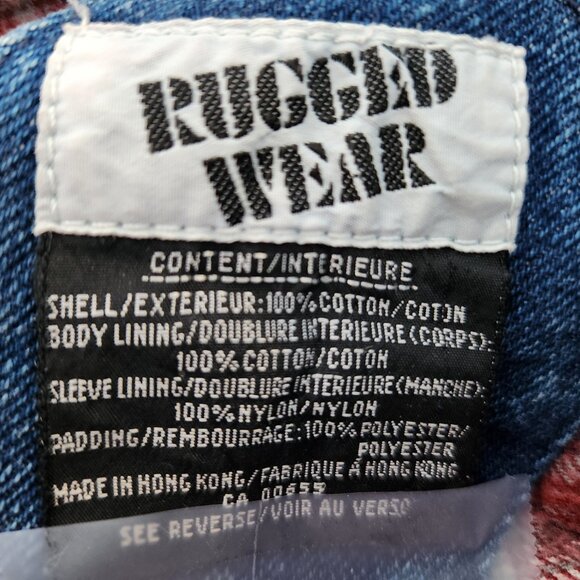 RUGGED
WEAR
CONTENT/INTERIEURE
SHELL/EXTERIEUR:100% COTTON/COTON
BODY LINING/DOUBLURE INTERIEURE(CORPS):
100% COTTON/COTON
SLEEVE LINING/DOUBLURE INTERIEURE(MANCHE):
100% NYLON/NYLON
PADDING/REMBOURRAGE:100% POLYESTER/
POLYESTER
MADE IN HONG KONG/FABRIQUE A HONG KONG
CA 00655
SEE REVERSE/VOIR AU VERSO